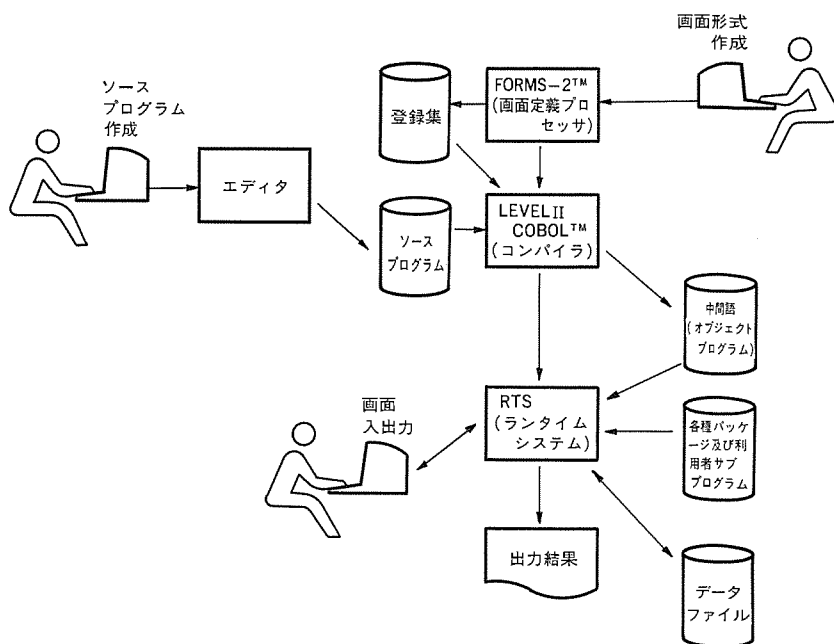 画面形式
作成
ソース
プログラム
作成
FORMS-2™
(画面定義プロ
セッサ)
登録集
エディタ
LEVELⅡ
COBOL™
(コンパイラ)
ソース
プログラム
中間語
(オブジェクト
プログラム)
画面
入出力
RTS
(ランタイム
システム)
各種パッケ
ージ及び利
用者サブ
プログラム
出力結果
データ
ファイル